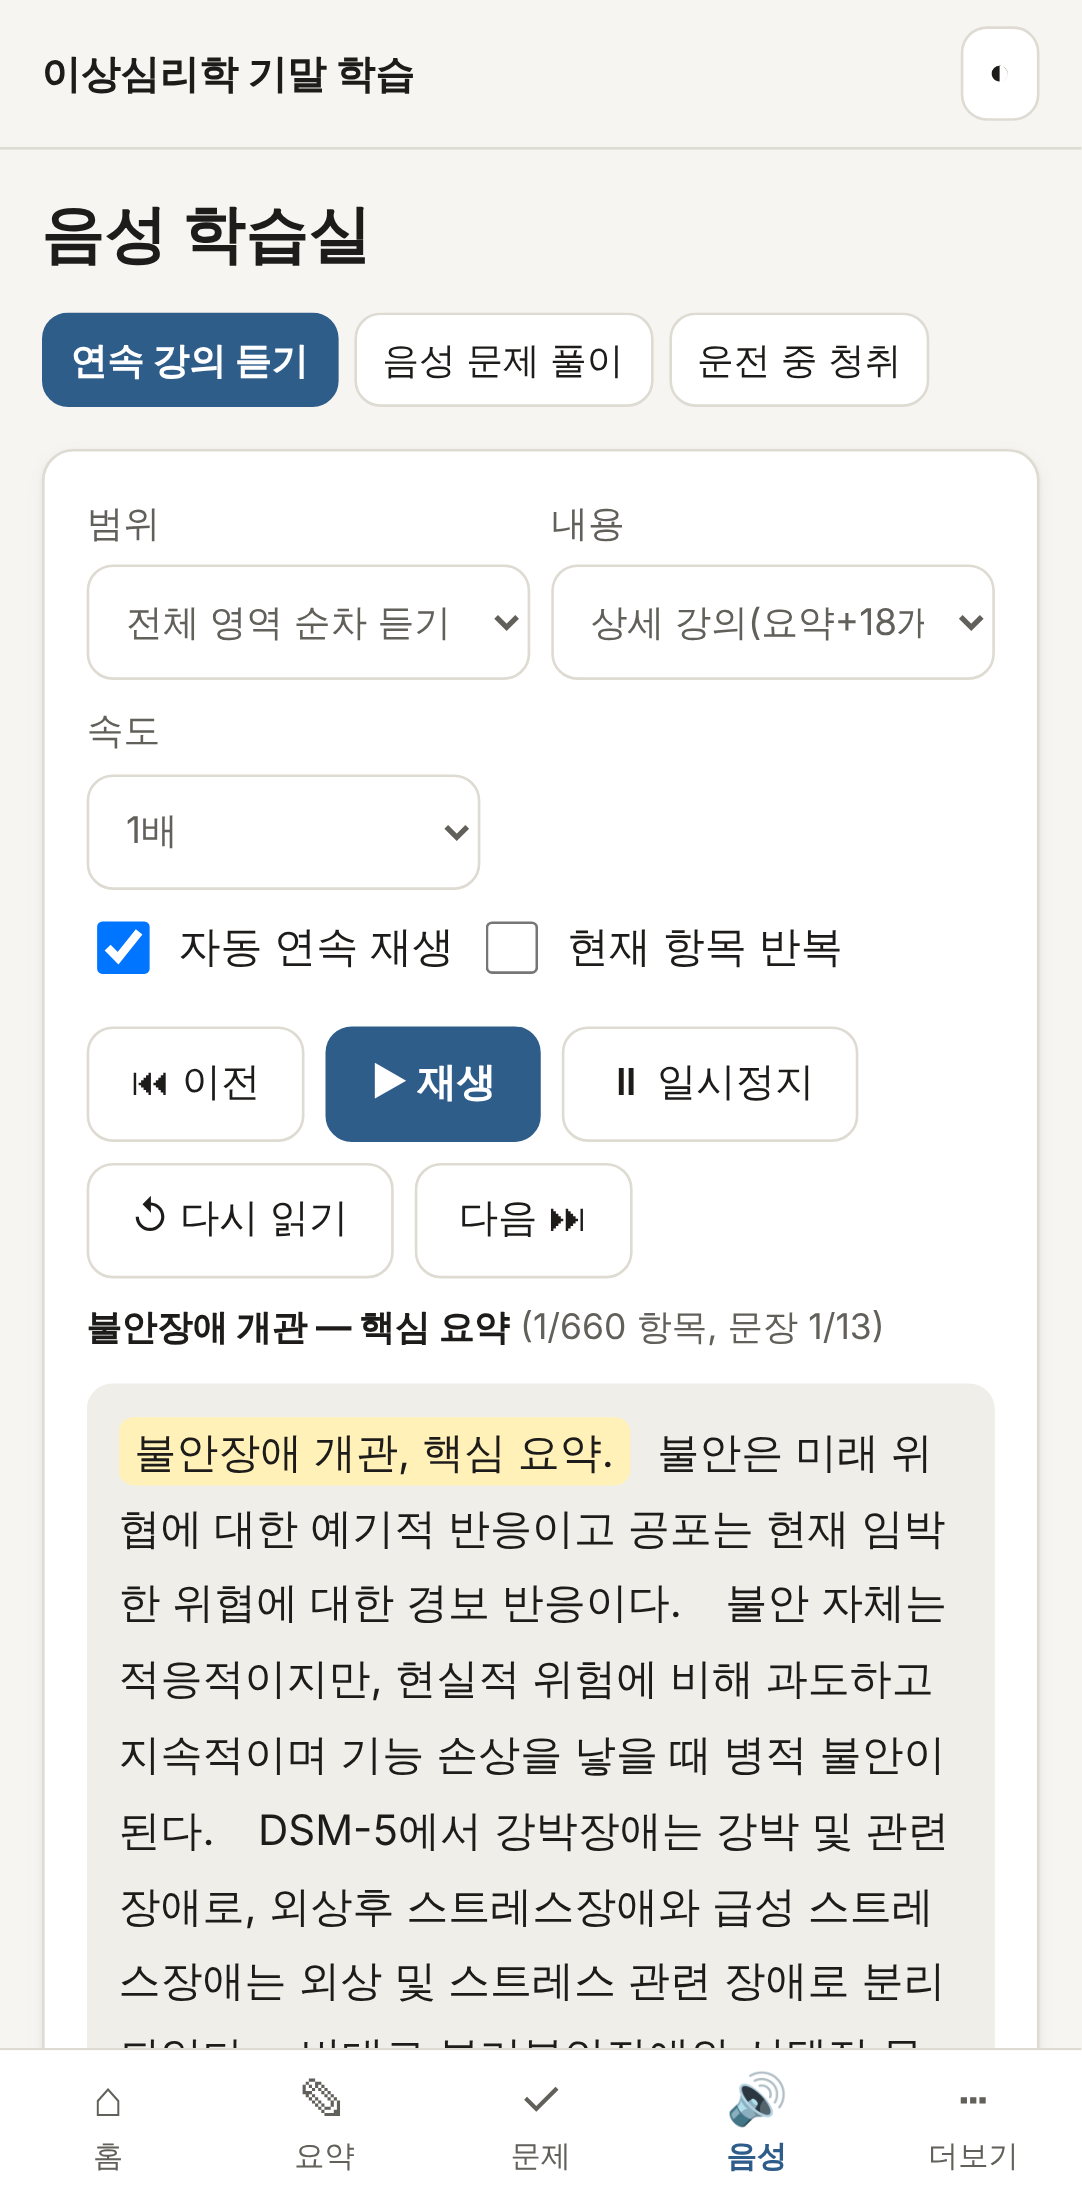 이상심리학 기말 학습
음성 학습실
연속 강의 듣기 음성 문제 풀이 운전 중 청취
범위 내용
전체 영역 순차 듣기 상세 강의(요약+18개
속도
1배
자동 연속 재생 현재 항목 반복
⏮ 이전 ▶ 재생 ⏸ 일시정지
↺ 다시 읽기 다음 ⏭
불안장애 개관 — 핵심 요약 (1/660 항목, 문장 1/13)
불안장애 개관, 핵심 요약. 불안은 미래 위
협에 대한 예기적 반응이고 공포는 현재 임박
한 위협에 대한 경보 반응이다. 불안 자체는
적응적이지만, 현실적 위험에 비해 과도하고
지속적이며 기능 손상을 낳을 때 병적 불안이
된다. DSM-5에서 강박장애는 강박 및 관련
장애로, 외상후 스트레스장애와 급성 스트레
스장애는 외상 및 스트레스 관련 장애로 분리
홈 요약 문제 음성 더보기